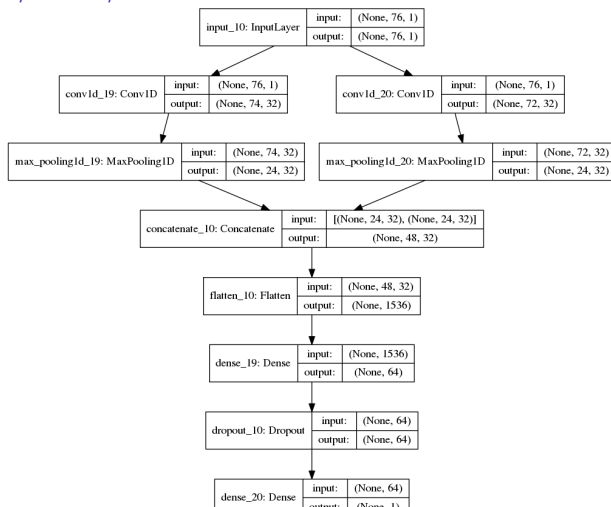 input_10: InputLayer
input: (None, 76, 1)
output: (None, 76, 1)
conv1d_19: Conv1D
input: (None, 76, 1)
output: (None, 74, 32)
conv1d_20: Conv1D
input: (None, 76, 1)
output: (None, 72, 32)
max_pooling1d_19: MaxPooling1D
input: (None, 74, 32)
output: (None, 24, 32)
max_pooling1d_20: MaxPooling1D
input: (None, 72, 32)
output: (None, 24, 32)
concatenate_10: Concatenate
input: [(None, 24, 32), (None, 24, 32)]
output: (None, 48, 32)
flatten_10: Flatten
input: (None, 48, 32)
output: (None, 1536)
dense_19: Dense
input: (None, 1536)
output: (None, 64)
dropout_10: Dropout
input: (None, 64)
output: (None, 64)
dense_20: Dense
input: (None, 64)
output: (None, 1)